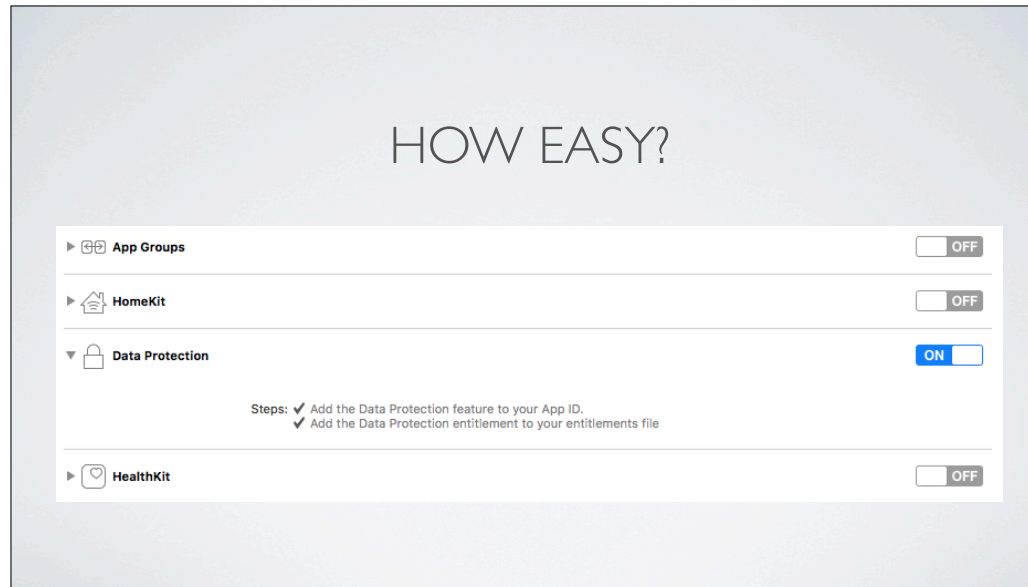 HOW EASY?
App Groups OFF
HomeKit OFF
Data Protection ON
Steps: ✔ Add the Data Protection feature to your App ID.
✔ Add the Data Protection entitlement to your entitlements file
HealthKit OFF